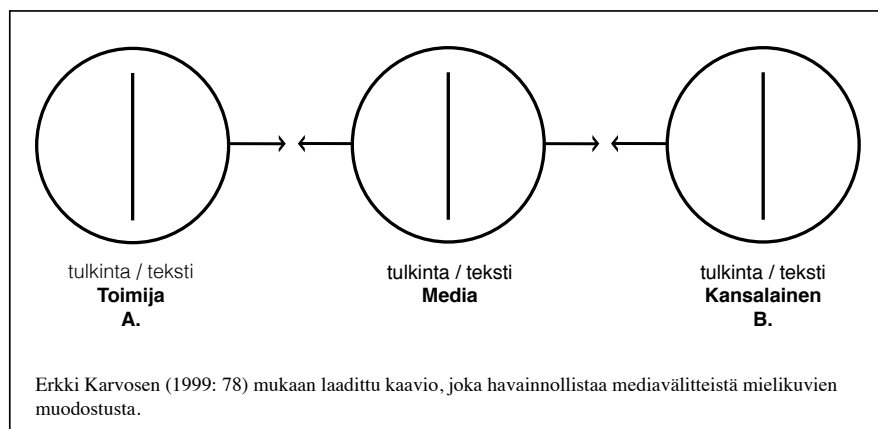 tulkinta / teksti
Toimija
A.
tulkinta / teksti
Media
tulkinta / teksti
Kansalainen
B.
Erkki Karvosen (1999: 78) mukaan laadittu kaavio, joka havainnollistaa mediavälitteistä mielikuvien
muodostusta.